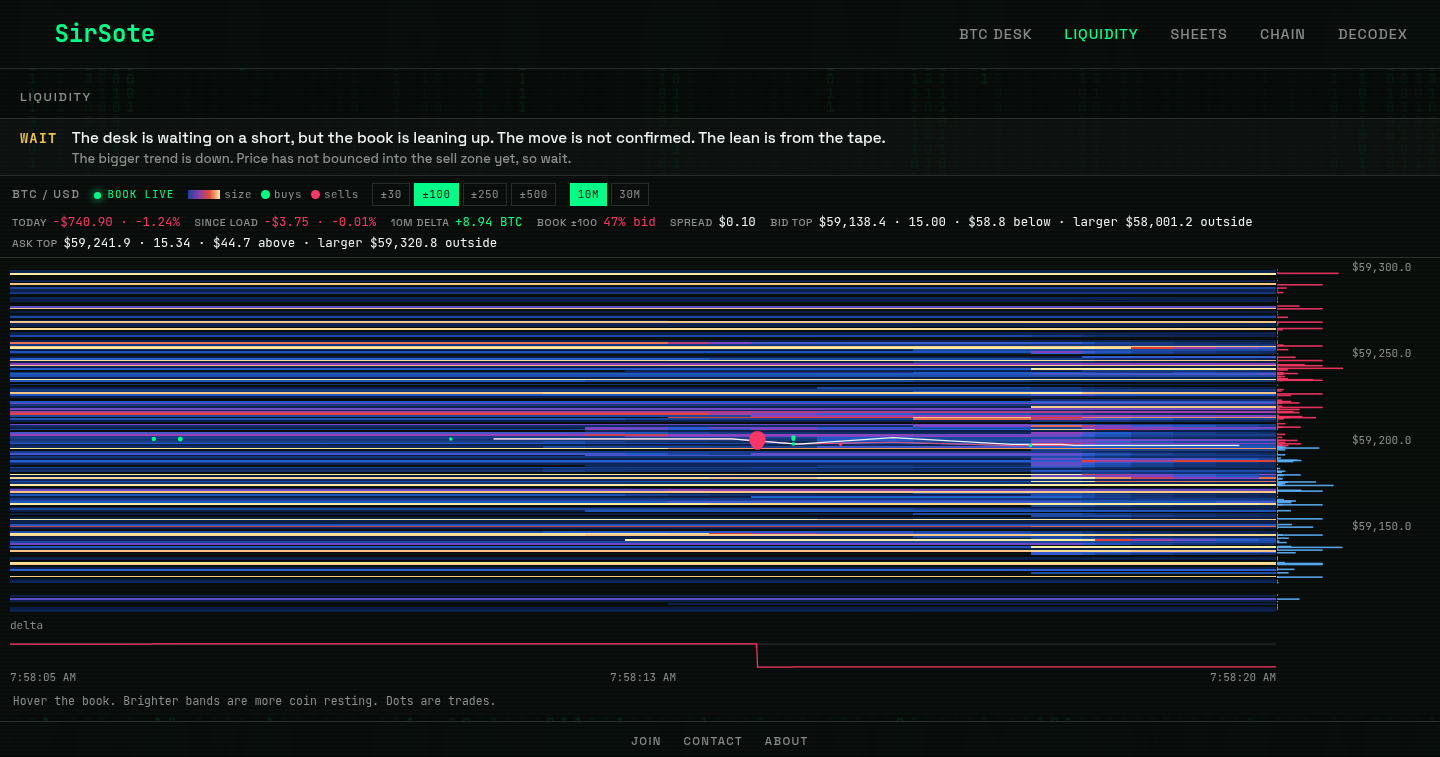 SirSote
BTC DESK LIQUIDITY SHEETS CHAIN DECODEX
LIQUIDITY
WAIT The desk is waiting on a short, but the book is leaning up. The move is not confirmed. The lean is from the tape.
The bigger trend is down. Price has not bounced into the sell zone yet, so wait.
BTC / USD BOOK LIVE size buys sells ±30 ±100 ±250 ±500 10M 30M
TODAY -$740.90 · -1.24% SINCE LOAD -$3.75 · -0.01% 10M DELTA +8.94 BTC BOOK ±100 47% bid SPREAD $0.10 BID TOP $59,138.4 · 15.00 · $58.8 below · larger $58,001.2 outside
ASK TOP $59,241.9 · 15.34 · $44.7 above · larger $59,320.8 outside
$59,300.0
$59,250.0
$59,200.0
$59,150.0
delta
7:58:05 AM 7:58:13 AM 7:58:20 AM
Hover the book. Brighter bands are more coin resting. Dots are trades.
JOIN CONTACT ABOUT